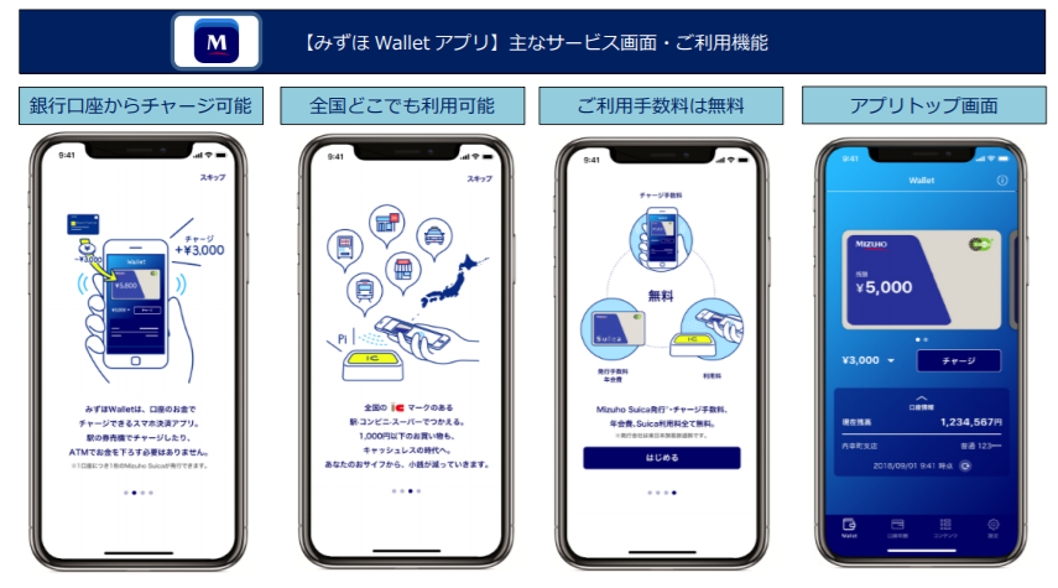 M
【みずほ Wallet アプリ】主なサービス画面・ご利用機能
銀行口座からチャージ可能
9:41
スキップ
チャージ
+¥3,000
-¥3,000
Wallet
Mizuho
¥5,800
¥3,000
チャージ
みずほWalletは、口座のお金で
チャージできるスマホ決済アプリ。
駅の券売機でチャージしたり、
ATMでお金を下ろす必要はありません。
※1口座につき1枚のMizuho Suicaが発行できます。
全国どこでも利用可能
9:41
スキップ
Pi
IC
全国の IC マークのある
駅・コンビニ・スーパーでつかえる。
1,000円以下のお買い物も、
キャッシュレスの時代へ。
あなたのおサイフから、小銭が減っていきます。
ご利用手数料は無料
9:41
チャージ手数料
無料
Suica
IC
発行手数料
年会費
利用料
Mizuho Suica発行・チャージ手数料、
年会費、Suica利用料全て無料。
※発行会社は東日本旅客鉄道です。
はじめる
アプリトップ画面
9:41
Wallet
MIZUHO
残額
¥5,000
¥3,000
チャージ
口座情報
現在残高
1,234,567円
内幸町支店
普通 123
2018/09/01 9:41 時点
Wallet
コンテンツ
設定